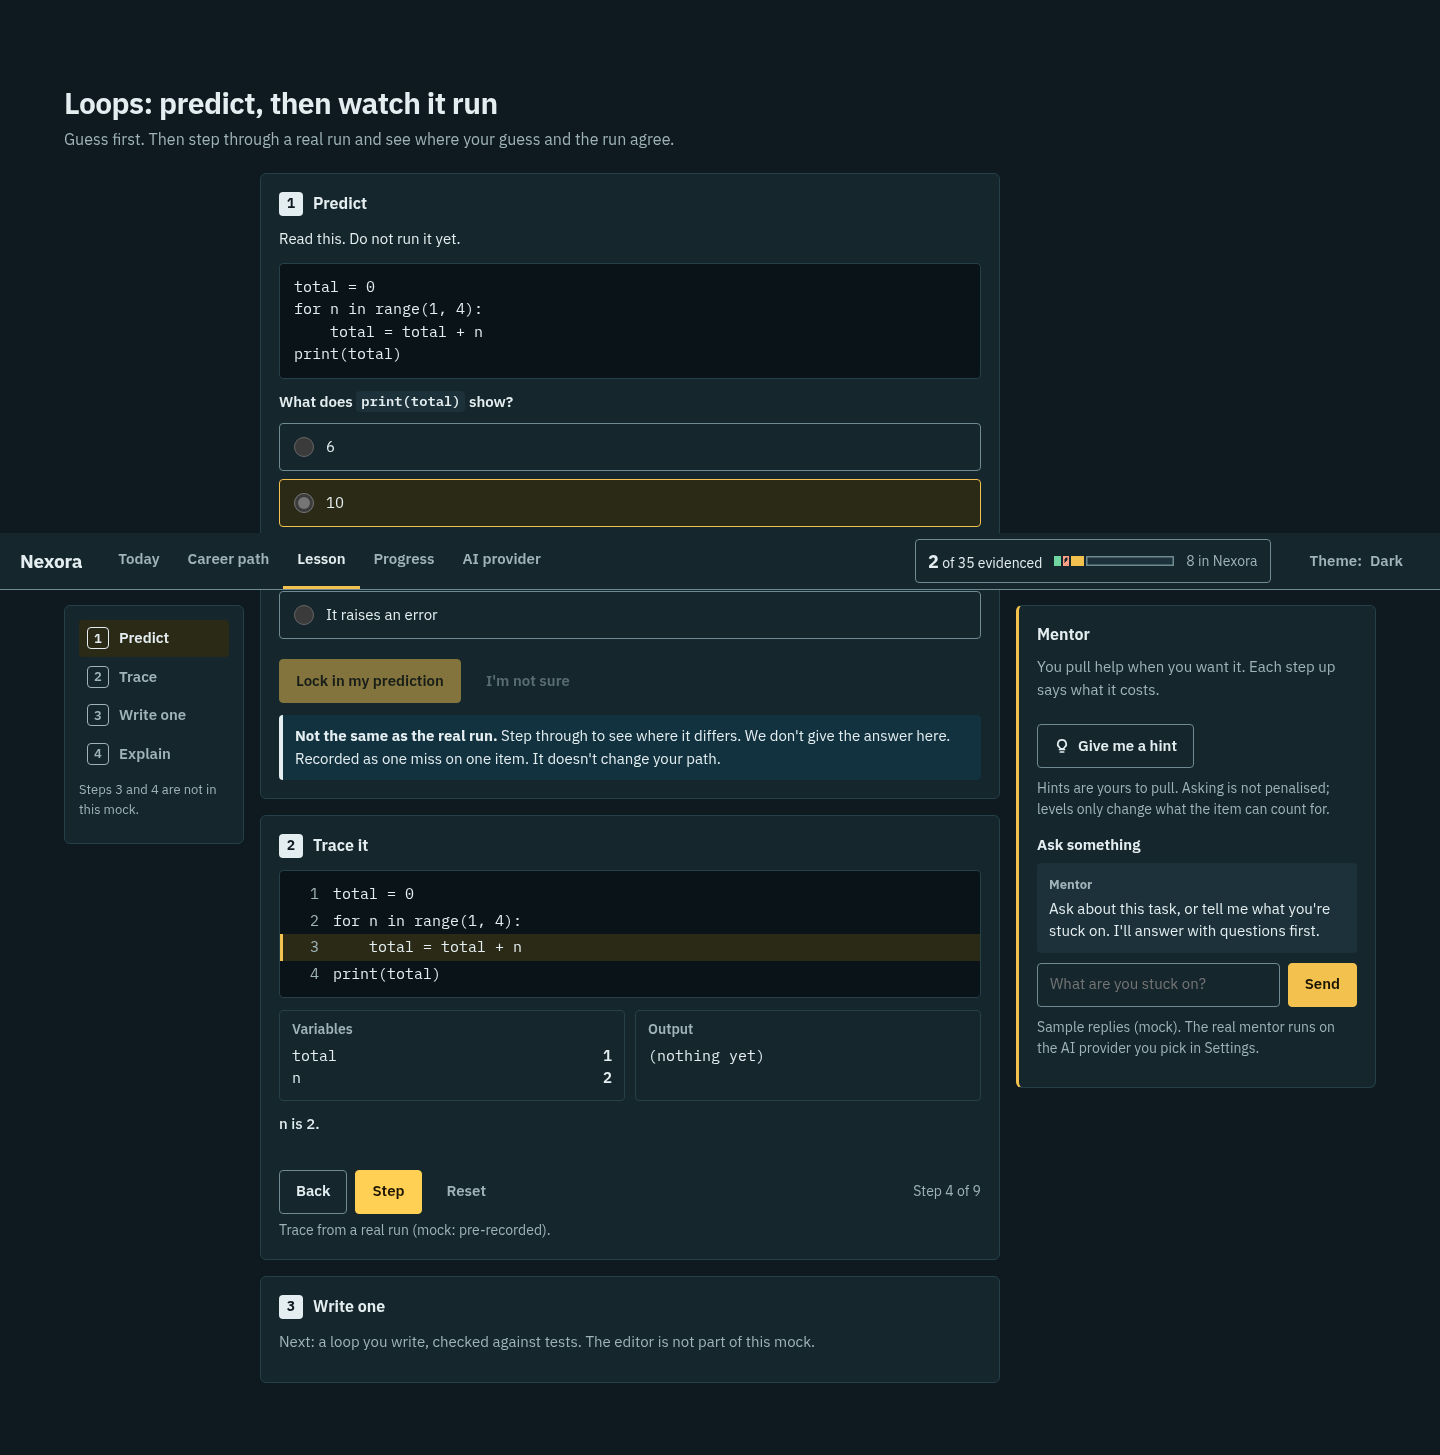 Loops: predict, then watch it run
Guess first. Then step through a real run and see where your guess and the run agree.
1 Predict
Read this. Do not run it yet.
total = 0
for n in range(1, 4):
    total = total + n
print(total)
What does print(total) show?
6
10
Nexora Today Career path Lesson Progress AI provider 2 of 35 evidenced 8 in Nexora Theme: Dark
1 Predict
2 Trace
3 Write one
4 Explain
Steps 3 and 4 are not in
this mock.
It raises an error
Lock in my prediction I'm not sure
Not the same as the real run. Step through to see where it differs. We don't give the answer here.
Recorded as one miss on one item. It doesn't change your path.
2 Trace it
1 total = 0
2 for n in range(1, 4):
3     total = total + n
4 print(total)
Variables
total 1
n 2
Output
(nothing yet)
n is 2.
Back Step Reset Step 4 of 9
Trace from a real run (mock: pre-recorded).
3 Write one
Next: a loop you write, checked against tests. The editor is not part of this mock.
Mentor
You pull help when you want it. Each step up
says what it costs.
Give me a hint
Hints are yours to pull. Asking is not penalised;
levels only change what the item can count for.
Ask something
Mentor
Ask about this task, or tell me what you're
stuck on. I'll answer with questions first.
What are you stuck on? Send
Sample replies (mock). The real mentor runs on
the AI provider you pick in Settings.